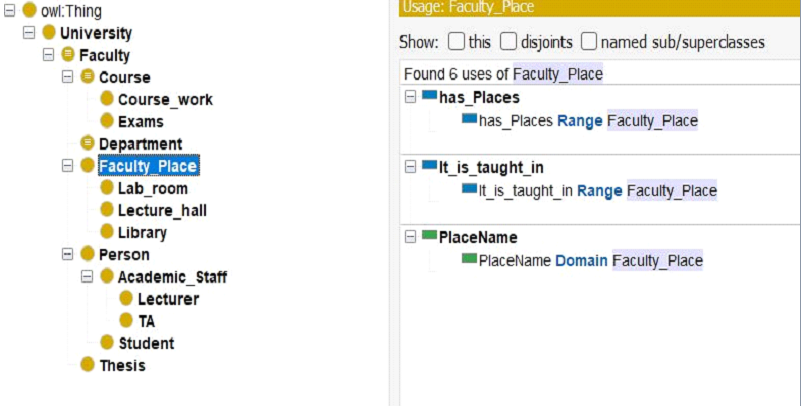 owl:Thing
University
Faculty
Course
Course_work
Exams
Department
Faculty_Place
Lab_room
Lecture_hall
Library
Person
Academic_Staff
Lecturer
TA
Student
Thesis
Usage: Faculty_Place
Show: this disjoints named sub/superclasses
Found 6 uses of Faculty_Place
has_Places
has_Places Range Faculty_Place
It_is_taught_in
It_is_taught_in Range Faculty_Place
PlaceName
PlaceName Domain Faculty_Place